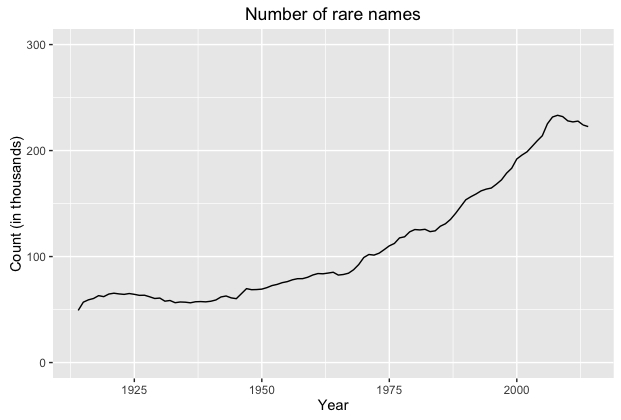 Number of rare names
300
200
100
0
Count (in thousands)
1925 1950 1975 2000
Year